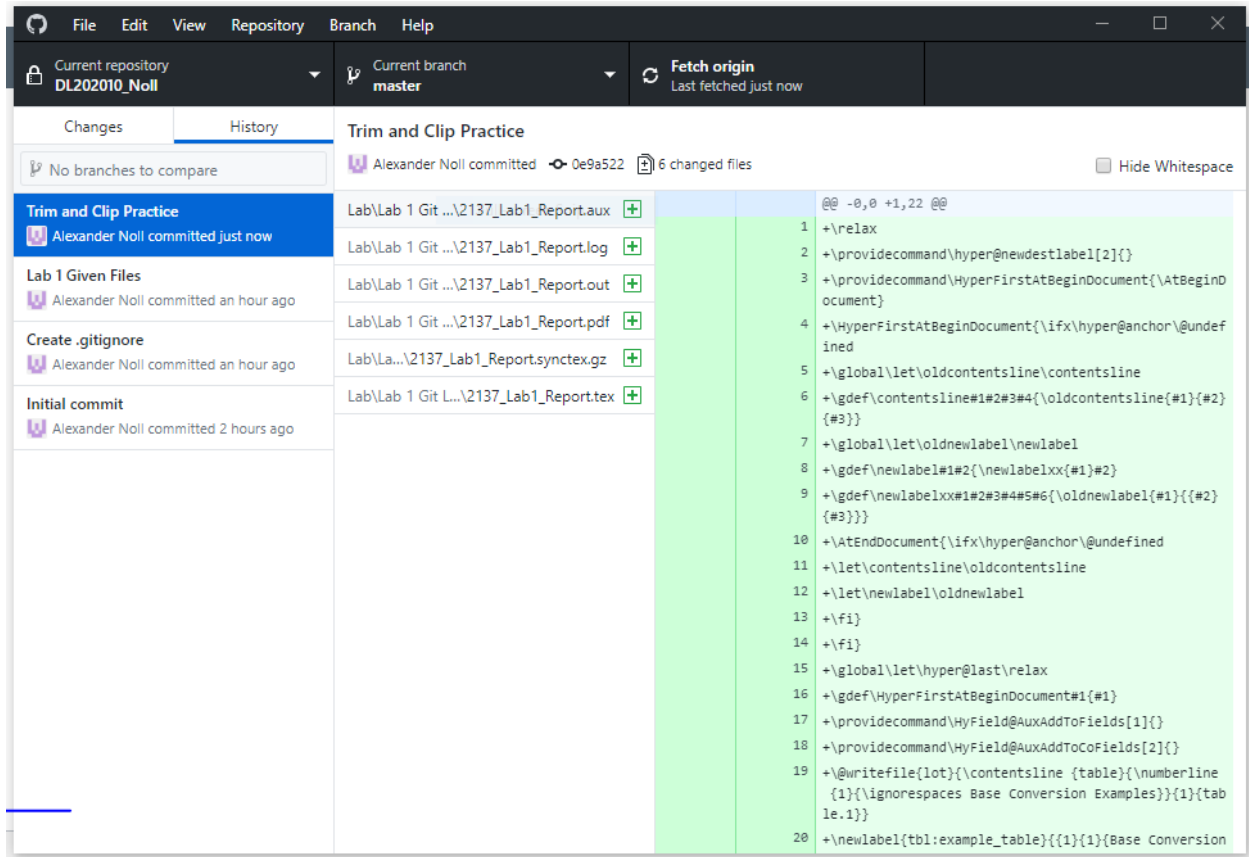 File Edit View Repository Branch Help
Current repository
DL202010_Noll
Current branch
master
Fetch origin
Last fetched just now
Changes
History
No branches to compare
Trim and Clip Practice
Alexander Noll committed just now
Lab 1 Given Files
Alexander Noll committed an hour ago
Create .gitignore
Alexander Noll committed an hour ago
Initial commit
Alexander Noll committed 2 hours ago
Trim and Clip Practice
Alexander Noll committed 0e9a522 6 changed files
Hide Whitespace
Lab\Lab 1 Git ...\2137_Lab1_Report.aux
Lab\Lab 1 Git ...\2137_Lab1_Report.log
Lab\Lab 1 Git ...\2137_Lab1_Report.out
Lab\Lab 1 Git ...\2137_Lab1_Report.pdf
Lab\La...\2137_Lab1_Report.synctex.gz
Lab\Lab 1 Git L...\2137_Lab1_Report.tex
@@ -0,0 +1,22 @@
1 +\relax
2 +\providecommand\hyper@newdestlabel[2]{}
3 +\providecommand\HyperFirstAtBeginDocument{\AtBeginD
ocument}
4 +\HyperFirstAtBeginDocument{\ifx\hyper@anchor\@undef
ined
5 +\global\let\oldcontentsline\contentsline
6 +\gdef\contentsline#1#2#3#4{\oldcontentsline{#1}{#2}
{#3}}
7 +\global\let\oldnewlabel\newlabel
8 +\gdef\newlabel#1#2{\newlabelxx{#1}#2}
9 +\gdef\newlabelxx#1#2#3#4#5#6{\oldnewlabel{#1}{{#2}
{#3}}}
10 +\AtEndDocument{\ifx\hyper@anchor\@undefined
11 +\let\contentsline\oldcontentsline
12 +\let\newlabel\oldnewlabel
13 +\fi}
14 +\fi}
15 +\global\let\hyper@last\relax
16 +\gdef\HyperFirstAtBeginDocument#1{#1}
17 +\providecommand\HyField@AuxAddToFields[1]{}
18 +\providecommand\HyField@AuxAddToCoFields[2]{}
19 +\@writefile{lot}{\contentsline {table}{\numberline
{1}{\ignorespaces Base Conversion Examples}}{1}{tab
le.1}}
20 +\newlabel{tbl:example_table}{{1}{1}{Base Conversion